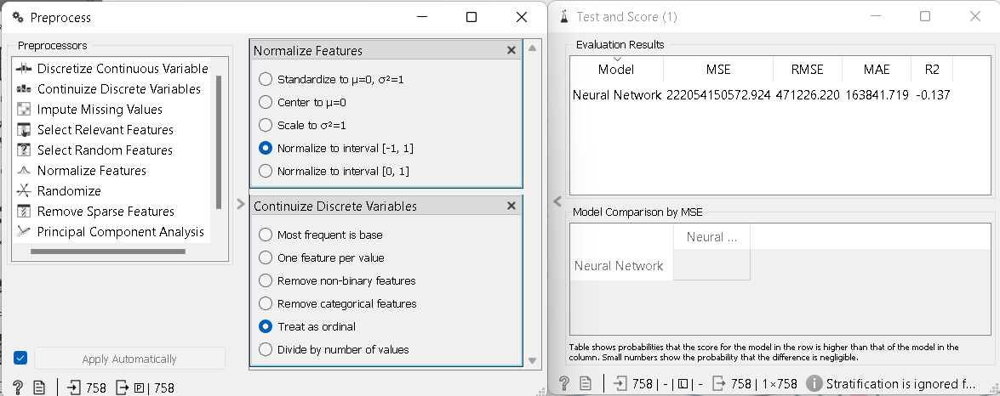 Preprocess
Preprocessors
Discretize Continuous Variable
Continuize Discrete Variables
Impute Missing Values
Select Relevant Features
Select Random Features
Normalize Features
Randomize
Remove Sparse Features
Principal Component Analysis
Apply Automatically
758
758
Normalize Features
Standardize to μ=0, σ²=1
Center to μ=0
Scale to σ²=1
Normalize to interval [-1, 1]
Normalize to interval [0, 1]
Continuize Discrete Variables
Most frequent is base
One feature per value
Remove non-binary features
Remove categorical features
Treat as ordinal
Divide by number of values
Test and Score (1)
Evaluation Results
Model MSE RMSE MAE R2
Neural Network 222054150572.924 471226.220 163841.719 -0.137
Model Comparison by MSE
Neural ...
Neural Network
Table shows probabilities that the score for the model in the row is higher than that of the model in the
column. Small numbers show the probability that the difference is negligible.
758 | - | - 758 | 1×758 Stratification is ignored f...